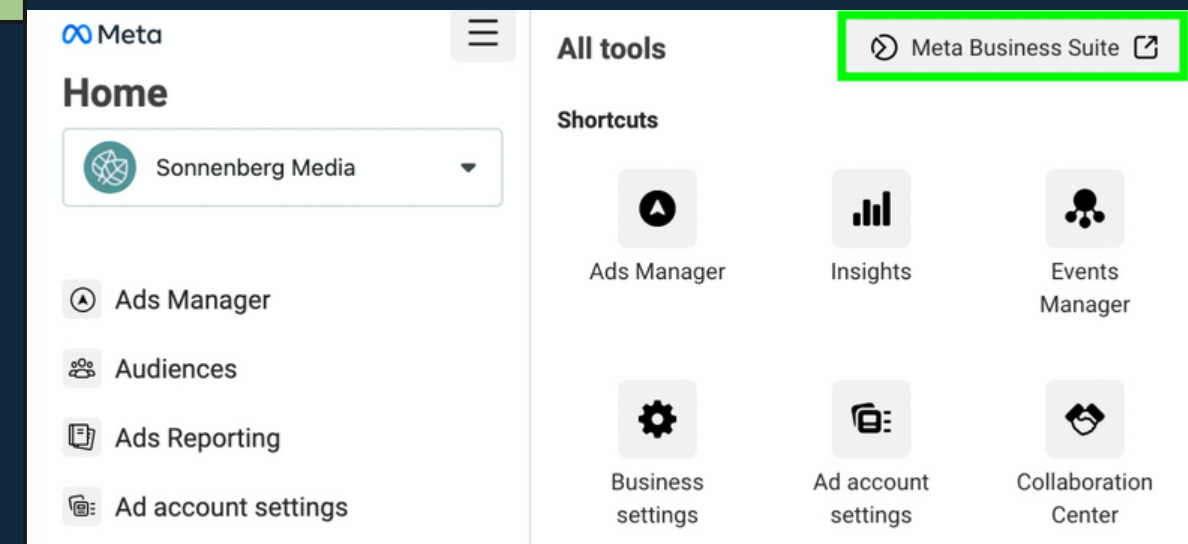 Meta
Home
Sonnenberg Media
Ads Manager
Audiences
Ads Reporting
Ad account settings
All tools
Meta Business Suite
Shortcuts
Ads Manager
Insights
Events
Manager
Business
settings
Ad account
settings
Collaboration
Center